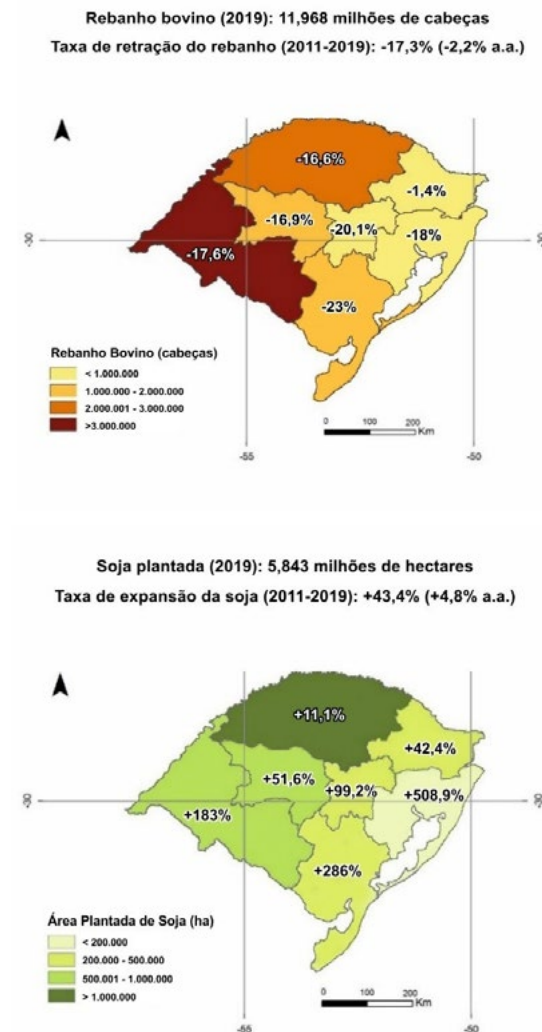 Rebanho bovino (2019): 11,968 milhões de cabeças
Taxa de retração do rebanho (2011-2019): -17,3% (-2,2% a.a.)
-16,6%
-1,4%
-16,9%
-20,1%
-18%
-30
-30
-17,6%
-23%
Rebanho Bovino (cabeças)
< 1.000.000
1.000.000 - 2.000.000
2.000.001 - 3.000.000
>3.000.000
0 100 200
Km
-55
-50
Soja plantada (2019): 5,843 milhões de hectares
Taxa de expansão da soja (2011-2019): +43,4% (+4,8% a.a.)
+11,1%
+42,4%
+51,6%
+99,2%
+508,9%
-30
-30
+183%
+286%
Área Plantada de Soja (ha)
< 200.000
200.000 - 500.000
500.001 - 1.000.000
> 1.000.000
0 100 200
Km
-55
-50